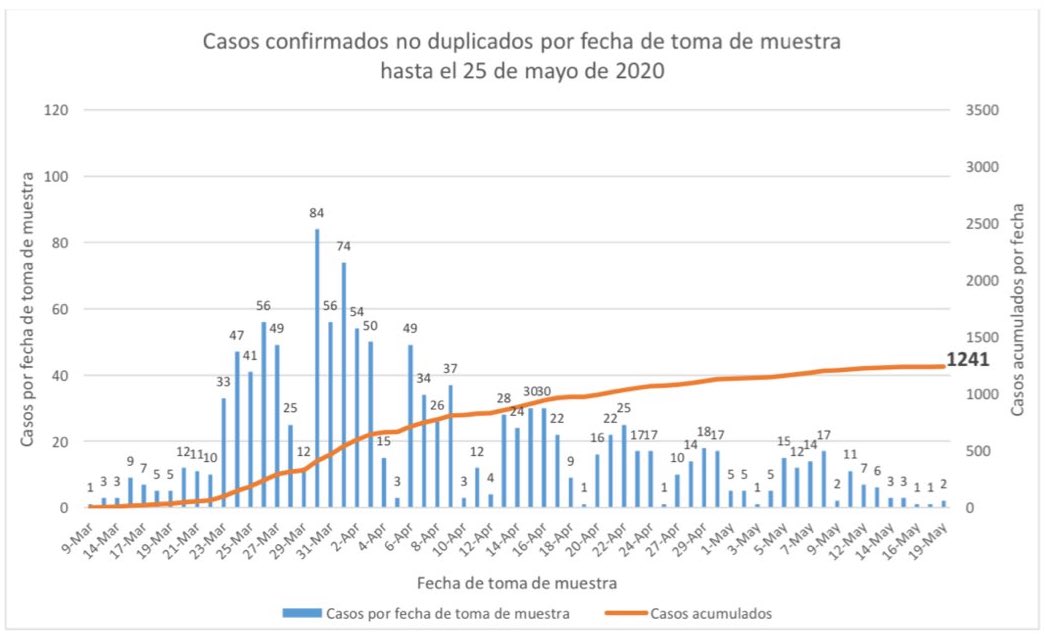 Casos confirmados no duplicados por fecha de toma de muestra
hasta el 25 de mayo de 2020
Casos por fecha de toma de muestra
120
100
80
60
40
20
0
1 3 3 9 7 5 5 12 11 10 33 47 41 56 49 25 12 84 56 74 54 50 15 3 49 34 26 37 3 12 4 28 24 30 30 22 9 1 16 22 25 17 17 1 10 14 18 17 5 5 1 5 15 12 14 17 2 11 7 6 3 3 1 1 2
1241
3500
3000
2500
2000
1500
1000
500
0
Casos acumulados por fecha
9-Mar 14-Mar 17-Mar 19-Mar 21-Mar 23-Mar 25-Mar 27-Mar 29-Mar 31-Mar 2-Apr 4-Apr 6-Apr 8-Apr 10-Apr 12-Apr 14-Apr 16-Apr 18-Apr 20-Apr 22-Apr 24-Apr 27-Apr 29-Apr 1-May 3-May 5-May 7-May 9-May 12-May 14-May 16-May 19-May
Fecha de toma de muestra
Casos por fecha de toma de muestra
Casos acumulados